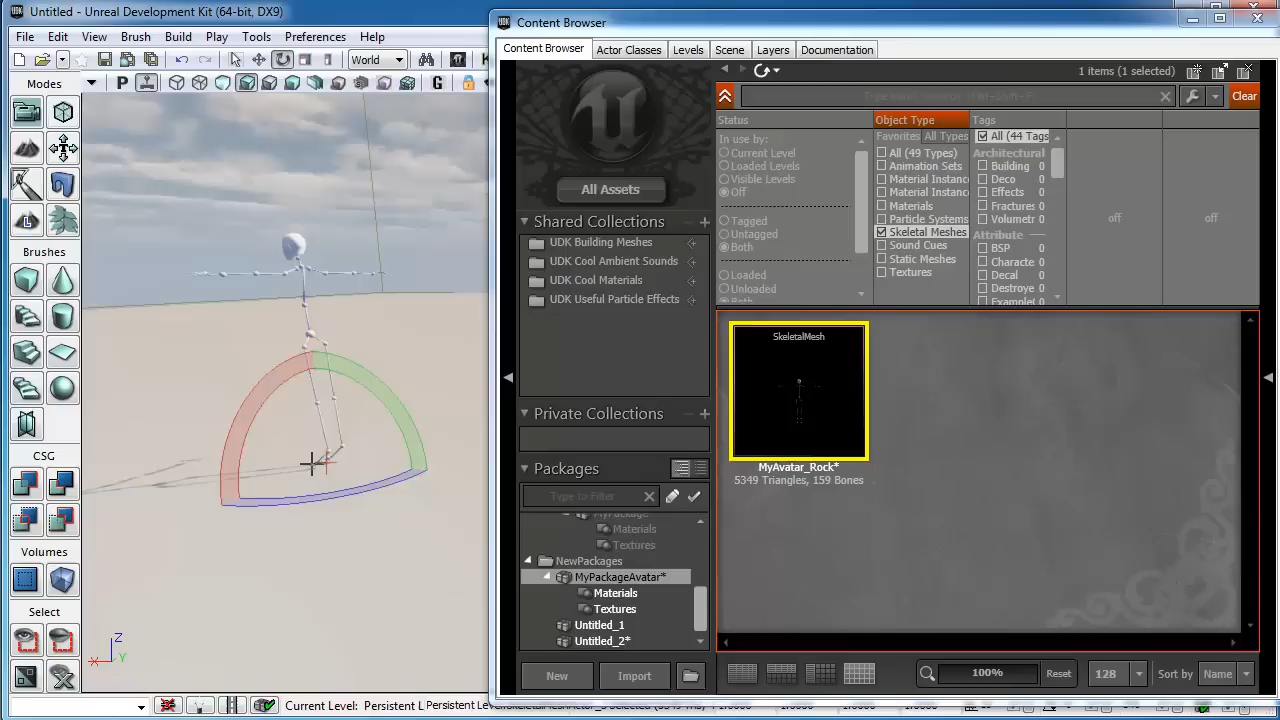 Untitled - Unreal Development Kit (64-bit, DX9)
File Edit View Brush Build Play Tools Preferences Help
World
P
G
Modes
Brushes
CSG
Volumes
Select
Z
X
Y
Current Level: Persistent L
Content Browser
Content Browser Actor Classes Levels Scene Layers Documentation
1 items (1 selected)
Clear
All Assets
Shared Collections
UDK Building Meshes
UDK Cool Ambient Sounds
UDK Cool Materials
UDK Useful Particle Effects
Private Collections
Packages
Type to Filter
MyPackage
Materials
Textures
NewPackages
MyPackageAvatar*
Materials
Textures
Untitled_1
Untitled_2*
New Import
Status
In use by:
Current Level
Loaded Levels
Visible Levels
Off
Tagged
Untagged
Both
Loaded
Unloaded
Both
Object Type
Favorites All Types
All (49 Types)
Animation Sets
Material Instanc
Material Instanc
Materials
Particle Systems
Skeletal Meshes
Sound Cues
Static Meshes
Textures
Tags
All (44 Tags
Architectural
Building 0
Deco 0
Effects 0
Fractures 0
Volumetr 0
Attribute
BSP 0
Characte 0
Decal 0
Destroye 0
Example( 0
off
off
SkeletalMesh
MyAvatar_Rock*
5349 Triangles, 159 Bones
100% Reset 128 Sort by Name